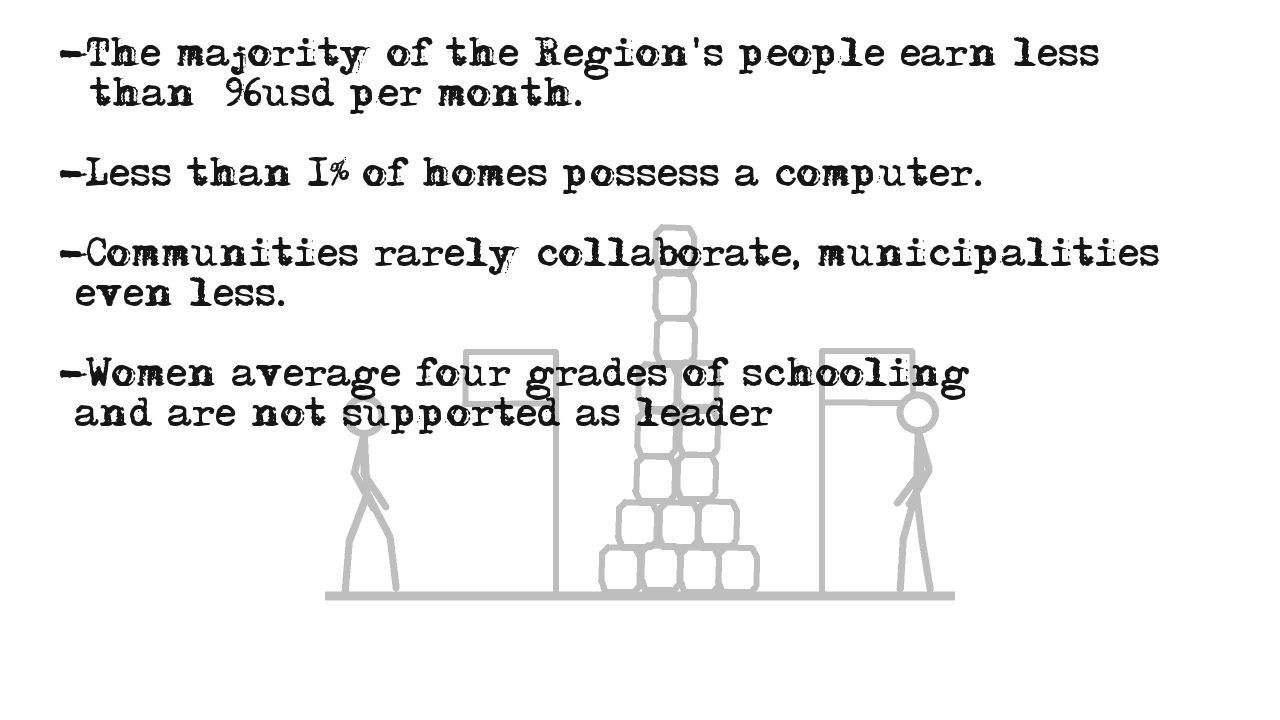 -The majority of the Region's people earn less
than 96usd per month.
-Less than 1% of homes possess a computer.
-Communities rarely collaborate, municipalities
even less.
-Women average four grades of schooling
and are not supported as leader